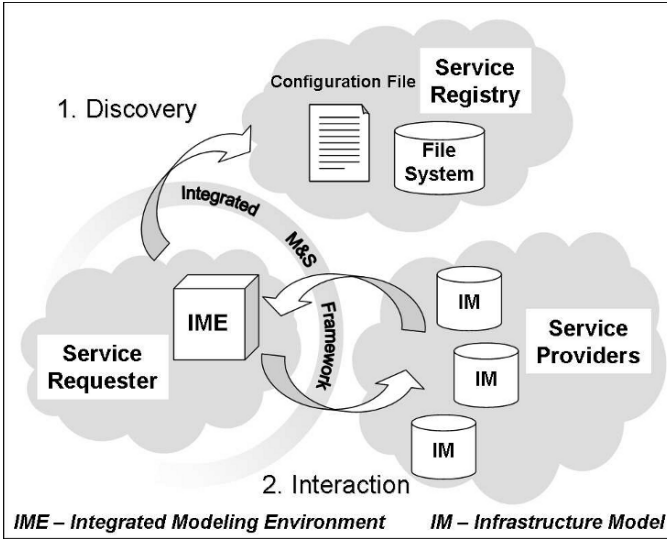 Configuration File
Service
Registry
1. Discovery
File
System
Integrated
M&S
Framework
IME
Service
Requester
IM
IM
IM
Service
Providers
2. Interaction
IME – Integrated Modeling Environment
IM – Infrastructure Model